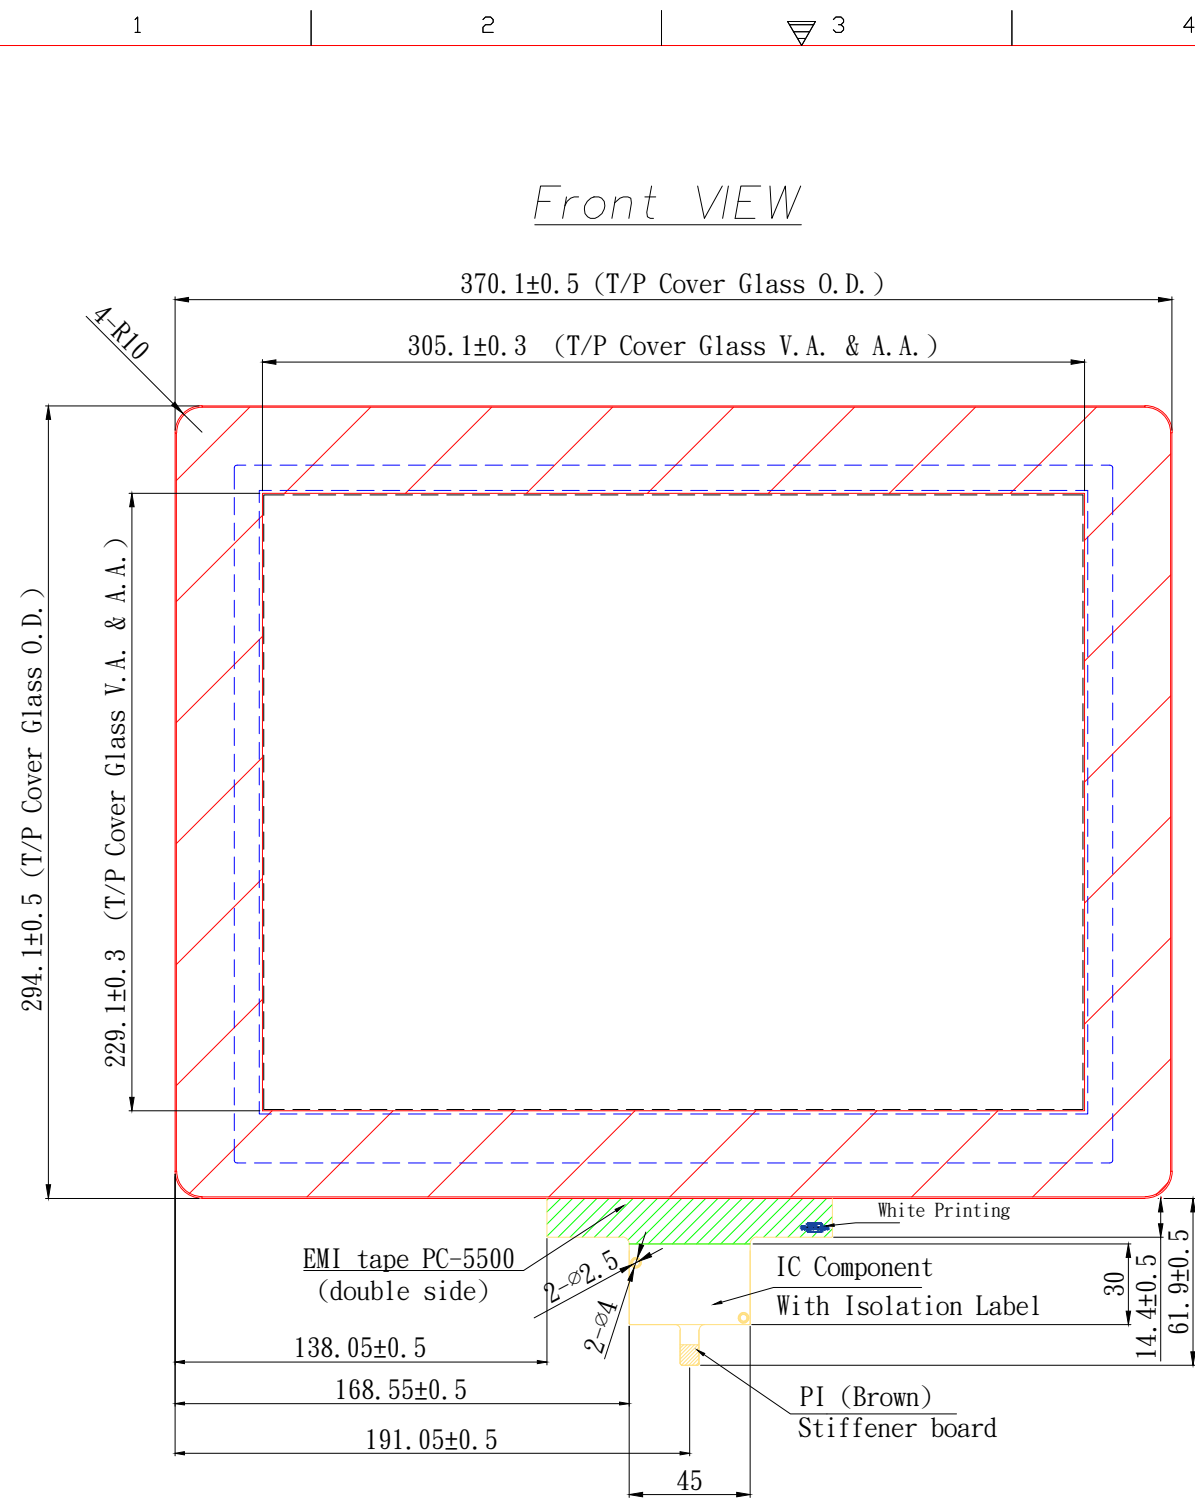 1
2
3
4
Front VIEW
370.1±0.5 (T/P Cover Glass O.D.)
4-R10
305.1±0.3 (T/P Cover Glass V.A. & A.A.)
294.1±0.5 (T/P Cover Glass O.D.)
229.1±0.3 (T/P Cover Glass V.A. & A.A.)
White Printing
EMI tape PC-5500
(double side)
2-⌀2.5
2-⌀4
IC Component
With Isolation Label
30
14.4±0.5
61.9±0.5
138.05±0.5
168.55±0.5
191.05±0.5
PI (Brown)
Stiffener board
45